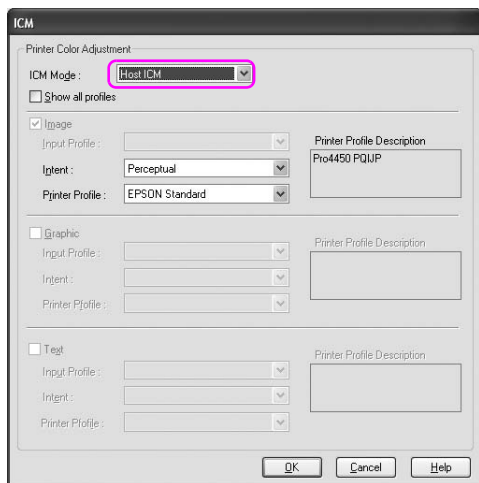 ICM
Printer Color Adjustment
ICM Mode : Host ICM
Show all profiles
Image
Input Profile :
Intent : Perceptual
Printer Profile : EPSON Standard
Printer Profile Description
Pro4450 PQIJP
Graphic
Input Profile :
Intent :
Printer Profile :
Printer Profile Description
Text
Input Profile :
Intent :
Printer Profile :
Printer Profile Description
OK Cancel Help